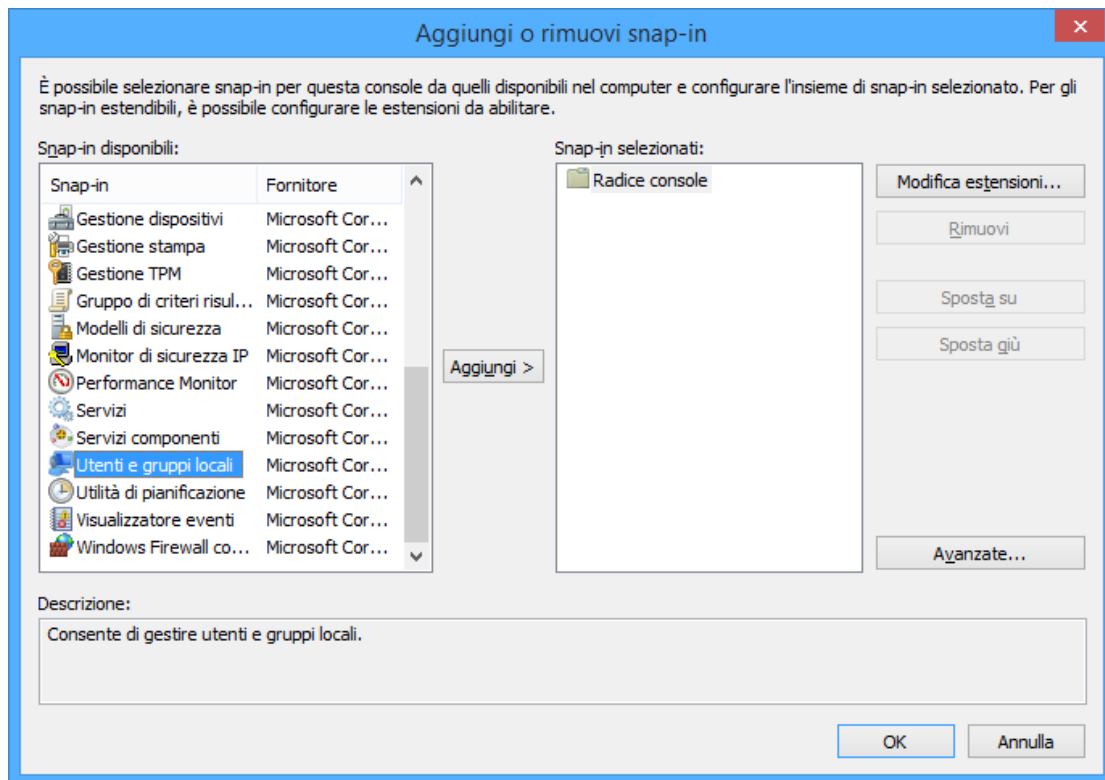 Aggiungi o rimuovi snap-in
È possibile selezionare snap-in per questa console da quelli disponibili nel computer e configurare l'insieme di snap-in selezionato. Per gli
snap-in estendibili, è possibile configurare le estensioni da abilitare.
Snap-in disponibili:
Snap-in Fornitore
Gestione dispositivi Microsoft Cor...
Gestione stampa Microsoft Cor...
Gestione TPM Microsoft Cor...
Gruppo di criteri risul... Microsoft Cor...
Modelli di sicurezza Microsoft Cor...
Monitor di sicurezza IP Microsoft Cor...
Performance Monitor Microsoft Cor...
Servizi Microsoft Cor...
Servizi componenti Microsoft Cor...
Utenti e gruppi locali Microsoft Cor...
Utilità di pianificazione Microsoft Cor...
Visualizzatore eventi Microsoft Cor...
Windows Firewall co... Microsoft Cor...
Aggiungi >
Snap-in selezionati:
Radice console
Modifica estensioni...
Rimuovi
Sposta su
Sposta giù
Avanzate...
Descrizione:
Consente di gestire utenti e gruppi locali.
OK Annulla